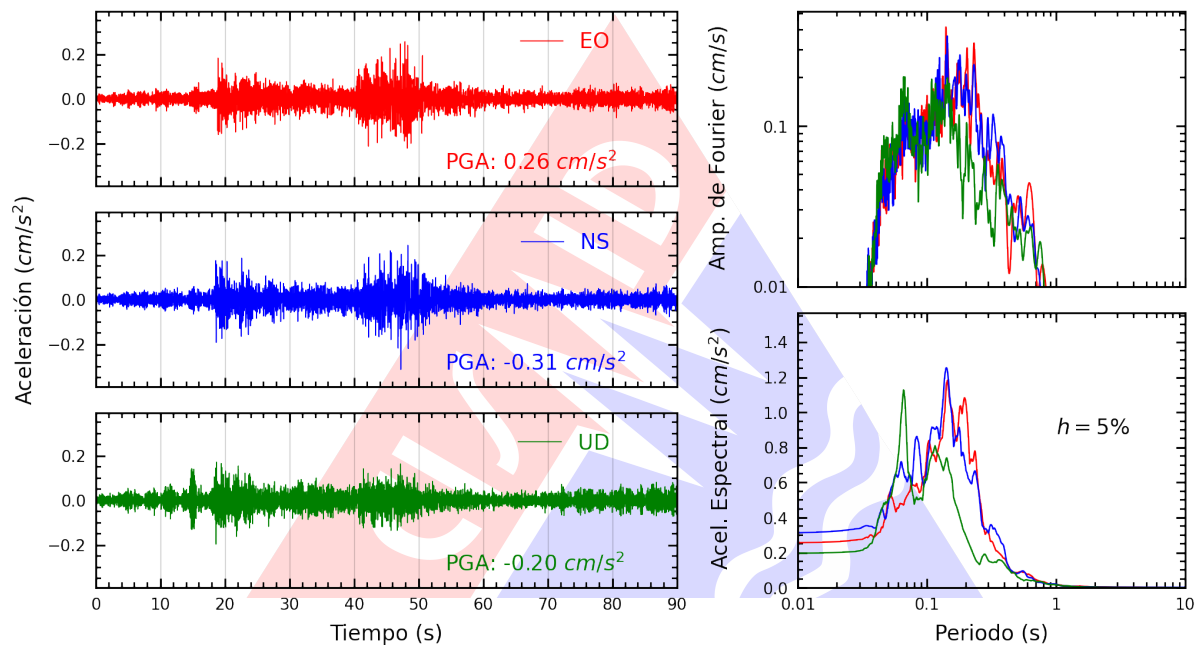 Aceleración (cm/s²)
0.2
0.0
−0.2
EO
PGA: 0.26 cm/s²
0.2
0.0
−0.2
NS
PGA: -0.31 cm/s²
0.2
0.0
−0.2
UD
PGA: -0.20 cm/s²
0 10 20 30 40 50 60 70 80 90
Tiempo (s)
Amp. de Fourier (cm/s)
0.1
0.01
Acel. Espectral (cm/s²)
1.4
1.2
1.0
0.8
0.6
0.4
0.2
0.0
h = 5%
0.01 0.1 1 10
Periodo (s)
CISMID